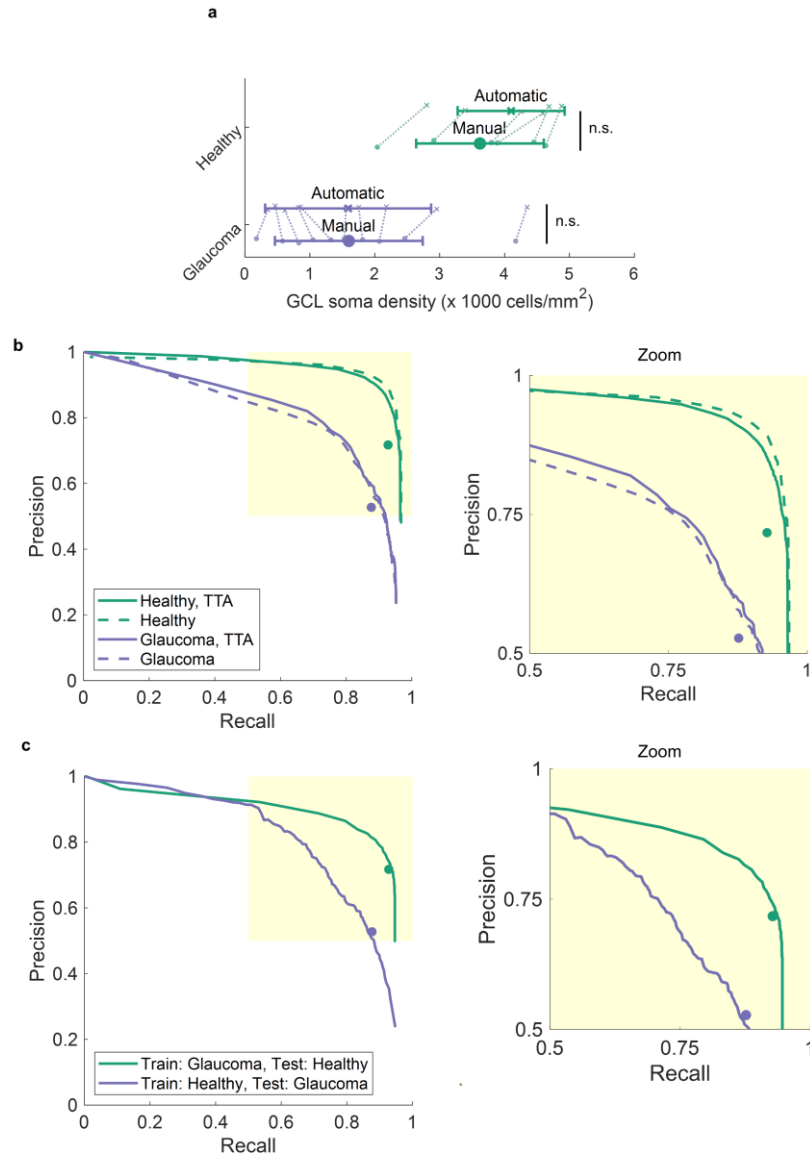 a
Healthy
Automatic
Manual
n.s.
Glaucoma
Automatic
Manual
n.s.
0 1 2 3 4 5 6
GCL soma density (x 1000 cells/mm²)
b
Precision
1
0.8
0.6
0.4
0.2
0
Healthy, TTA
Healthy
Glaucoma, TTA
Glaucoma
0 0.2 0.4 0.6 0.8 1
Recall
Zoom
Precision
1
0.75
0.5
0.5 0.75 1
Recall
c
Precision
1
0.8
0.6
0.4
0.2
0
Train: Glaucoma, Test: Healthy
Train: Healthy, Test: Glaucoma
0 0.2 0.4 0.6 0.8 1
Recall
Zoom
Precision
1
0.75
0.5
0.5 0.75 1
Recall